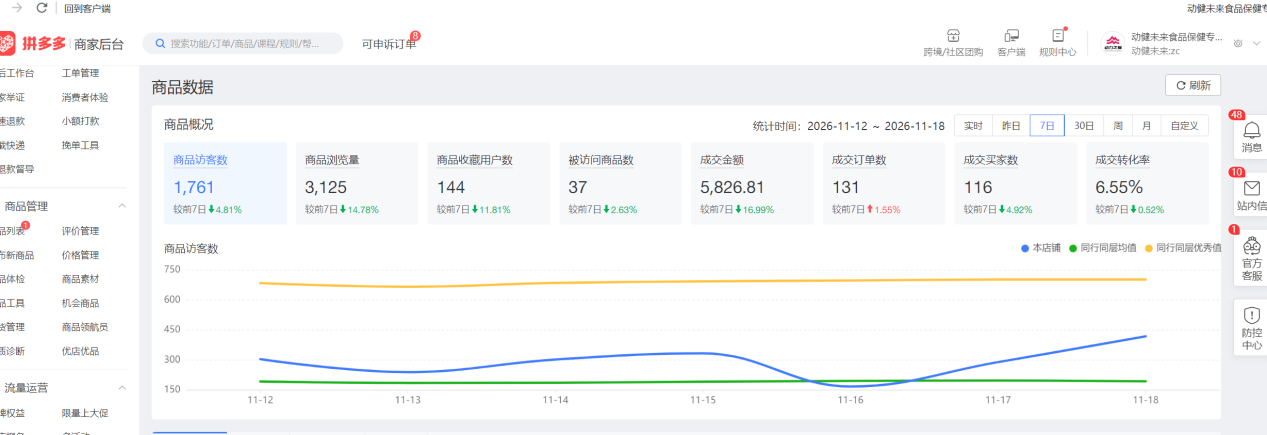 回到客户端
动健未来食品保健专
拼多多 商家后台
搜索功能/订单/商品/课程/规则/帮...
可申诉订单 8
跨境/社区团购 客户端 规则中心
动健未来食品保健专...
动健未来:zc
后工作台 工单管理
家举证 消费者体验
速退款 小额打款
截快递 挽单工具
退款督导
商品管理
品列表 1 评价管理
布新商品 价格管理
品体检 商品素材
品工具 机会商品
货管理 商品领航员
质诊断 优店优品
流量运营
牌权益 限量上大促
商品数据
刷新
商品概况
统计时间：2026-11-12 ~ 2026-11-18 实时 昨日 7日 30日 周 月 自定义
商品访客数 商品浏览量 商品收藏用户数 被访问商品数 成交金额 成交订单数 成交买家数 成交转化率
1,761 3,125 144 37 5,826.81 131 116 6.55%
较前7日 4.81% 较前7日 14.78% 较前7日 11.81% 较前7日 2.63% 较前7日 16.99% 较前7日 1.55% 较前7日 4.92% 较前7日 0.52%
商品访客数
本店铺 同行同层均值 同行同层优秀值
750
600
450
300
150
11-12 11-13 11-14 11-15 11-16 11-17 11-18
48
消息
10
站内信
1
官方
客服
防控
中心